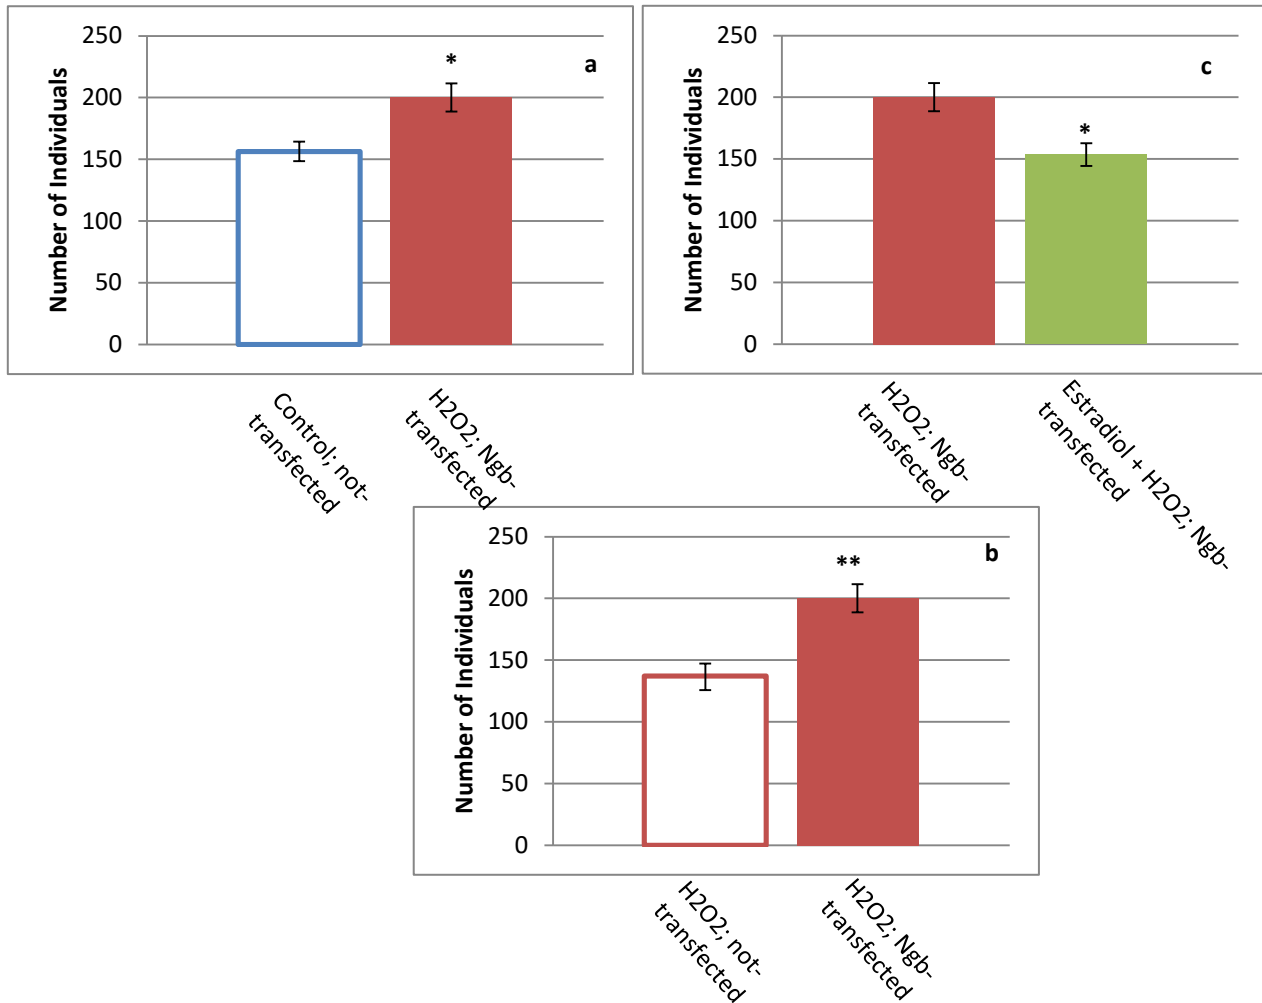 250
200
150
100
50
0
Number of Individuals
*
a
Control; not-
transfected
H2O2; Ngb-
transfected
250
200
150
100
50
0
Number of Individuals
*
c
H2O2; Ngb-
transfected
Estradiol + H2O2; Ngb-
transfected
250
200
150
100
50
0
Number of Individuals
**
b
H2O2; not-
transfected
H2O2; Ngb-
transfected